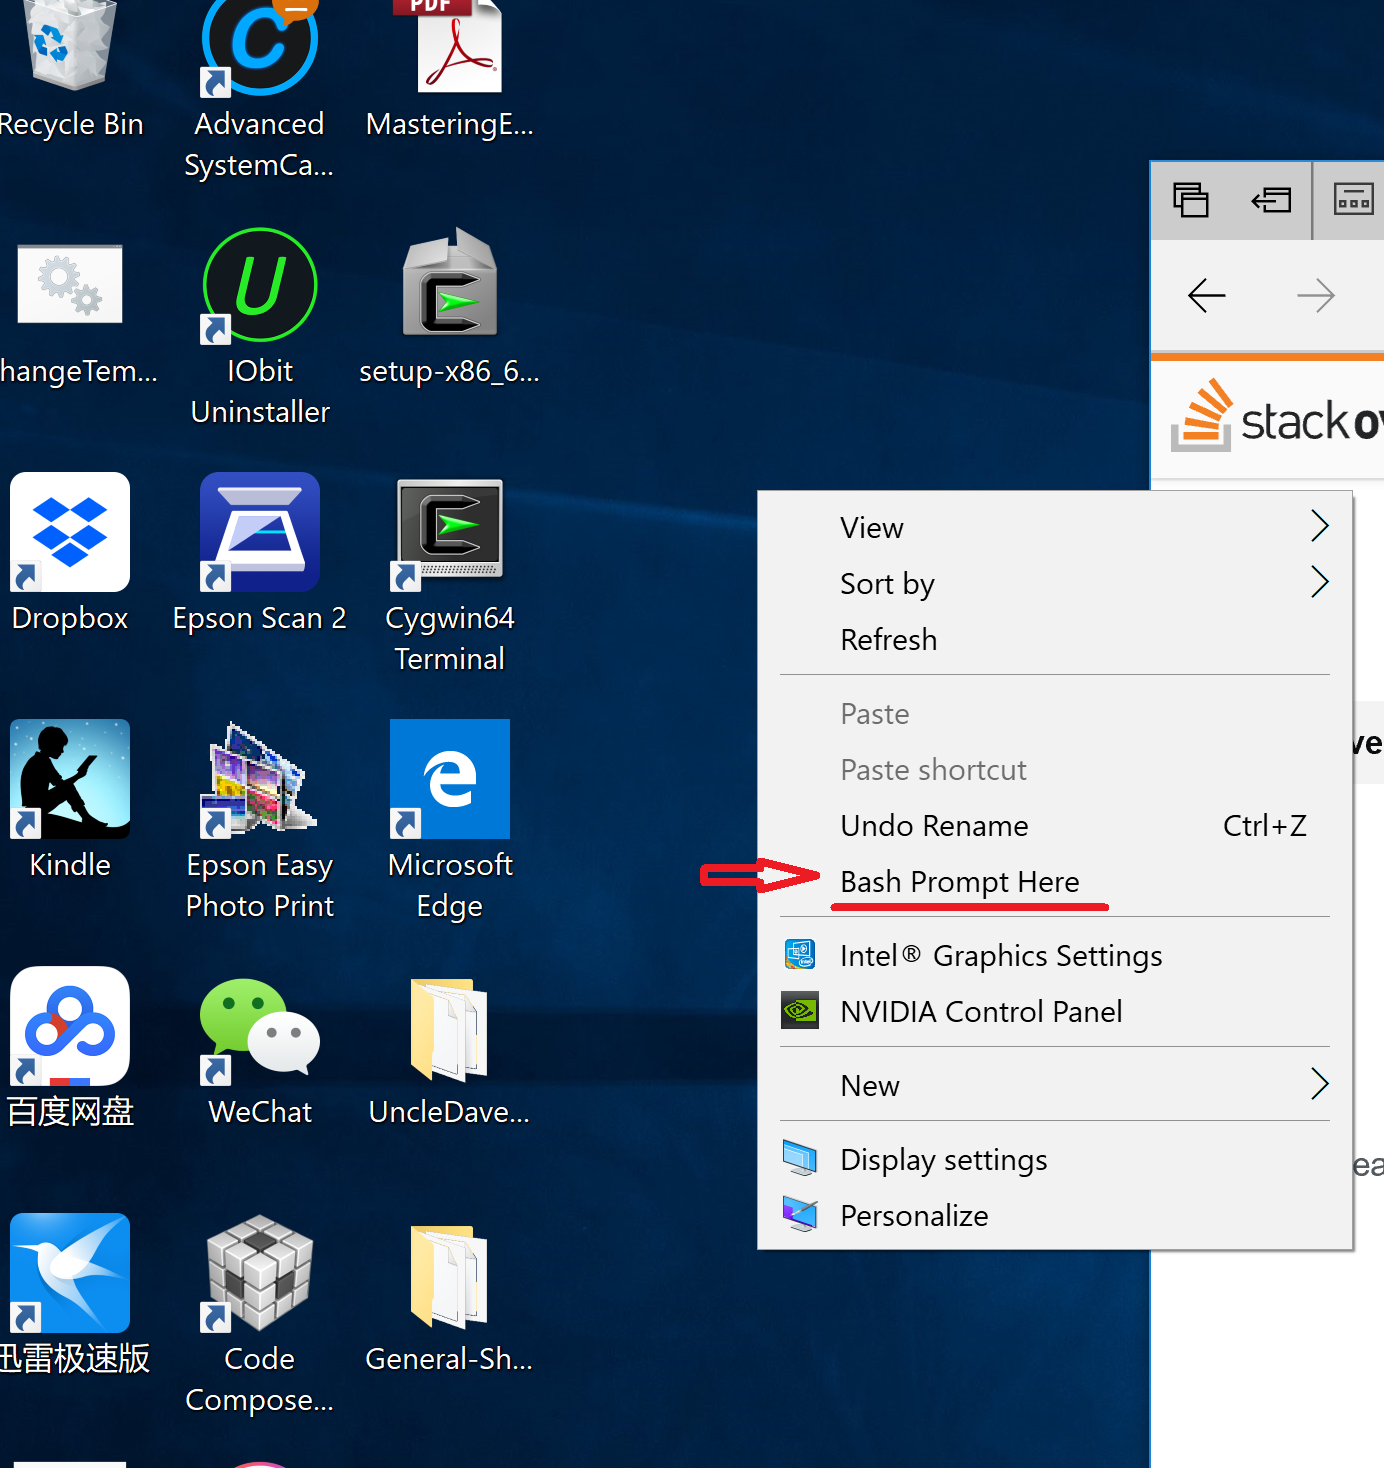 PDF
Recycle Bin
Advanced
SystemCa...
MasteringE...
hangeTem...
IObit
Uninstaller
setup-x86_6...
Dropbox
Epson Scan 2
Cygwin64
Terminal
Kindle
Epson Easy
Photo Print
Microsoft
Edge
百度网盘
WeChat
UncleDave...
迅雷极速版
Code
Compose...
General-Sh...
stackov
View
Sort by
Refresh
Paste
Paste shortcut
Undo Rename Ctrl+Z
Bash Prompt Here
Intel® Graphics Settings
NVIDIA Control Panel
New
Display settings
Personalize
ve
ea